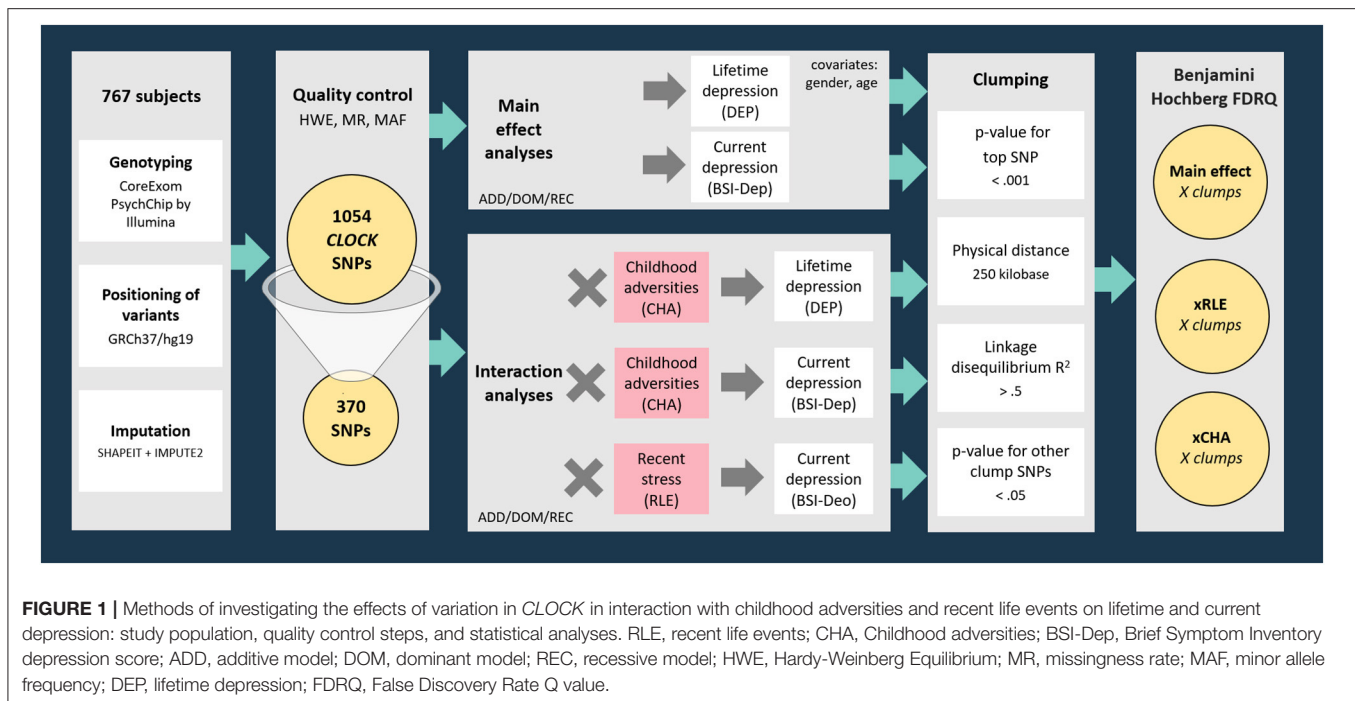 767 subjects
Genotyping
CoreExom
PsychChip by
Illumina
Positioning of
variants
GRCh37/hg19
Imputation
SHAPEIT + IMPUTE2
Quality control
HWE, MR, MAF
1054
CLOCK
SNPs
370
SNPs
Main
effect
analyses
ADD/DOM/REC
Lifetime
depression
(DEP)
Current
depression
(BSI-Dep)
covariates:
gender, age
Interaction
analyses
ADD/DOM/REC
Childhood
adversities
(CHA)
Lifetime
depression
(DEP)
Childhood
adversities
(CHA)
Current
depression
(BSI-Dep)
Recent
stress
(RLE)
Current
depression
(BSI-Deo)
Clumping
p-value for
top SNP
< .001
Physical distance
250 kilobase
Linkage
disequilibrium R²
> .5
p-value for other
clump SNPs
< .05
Benjamini
Hochberg FDRQ
Main effect
X clumps
xRLE
X clumps
xCHA
X clumps
FIGURE 1 | Methods of investigating the effects of variation in CLOCK in interaction with childhood adversities and recent life events on lifetime and current
depression: study population, quality control steps, and statistical analyses. RLE, recent life events; CHA, Childhood adversities; BSI-Dep, Brief Symptom Inventory
depression score; ADD, additive model; DOM, dominant model; REC, recessive model; HWE, Hardy-Weinberg Equilibrium; MR, missingness rate; MAF, minor allele
frequency; DEP, lifetime depression; FDRQ, False Discovery Rate Q value.